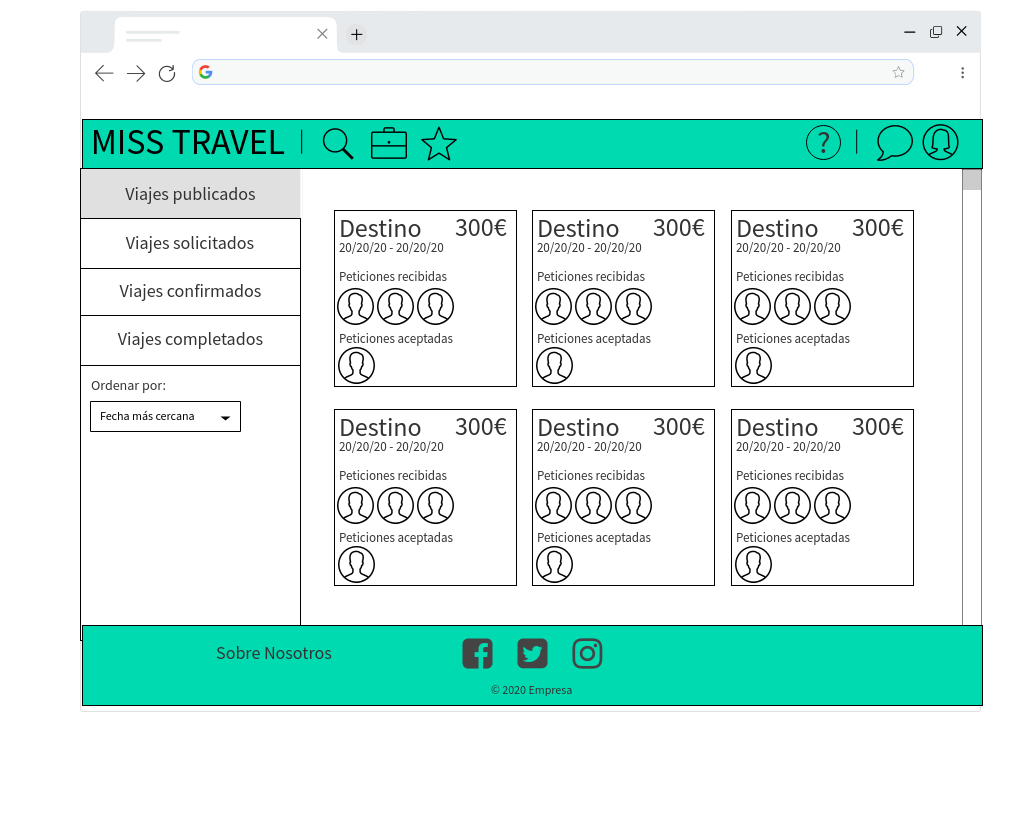 MISS TRAVEL
?
Viajes publicados
Viajes solicitados
Viajes confirmados
Viajes completados
Ordenar por:
Fecha más cercana
Destino 300€
20/20/20 - 20/20/20
Peticiones recibidas
Peticiones aceptadas
Destino 300€
20/20/20 - 20/20/20
Peticiones recibidas
Peticiones aceptadas
Destino 300€
20/20/20 - 20/20/20
Peticiones recibidas
Peticiones aceptadas
Destino 300€
20/20/20 - 20/20/20
Peticiones recibidas
Peticiones aceptadas
Destino 300€
20/20/20 - 20/20/20
Peticiones recibidas
Peticiones aceptadas
Destino 300€
20/20/20 - 20/20/20
Peticiones recibidas
Peticiones aceptadas
Sobre Nosotros
© 2020 Empresa